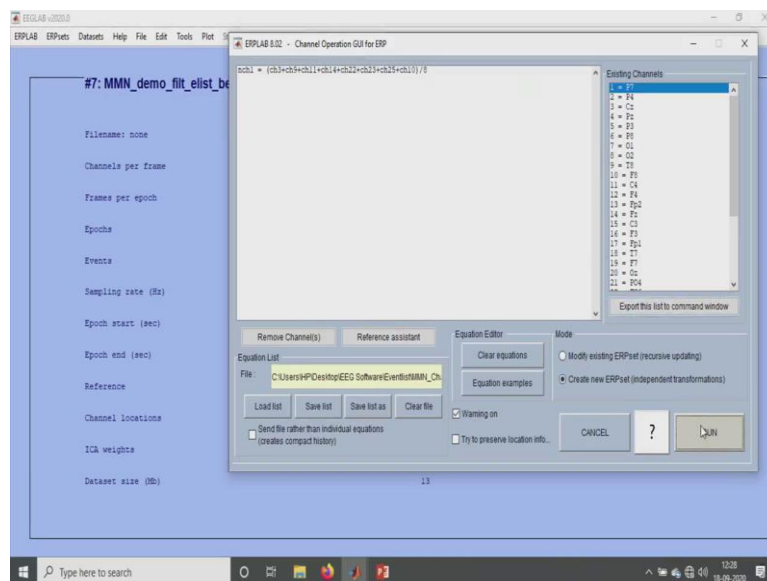 EEGLAB v2020.0
ERPLAB ERPsets Datasets Help File Edit Tools Plot
ERPLAB 8.02 - Channel Operation GUI for ERP
#7: MMN_demo_filt_elist_be
Filename: none
Channels per frame
Frames per epoch
Epochs
Events
Sampling rate (Hz)
Epoch start (sec)
Epoch end (sec)
Reference
Channel locations
ICA weights
Dataset size (Mb) 13
nch1 = (ch3+ch9+ch11+ch14+ch22+ch23+ch25+ch10)/8
Existing Channels
2 = P4
3 = Cz
4 = Pz
5 = P3
6 = P8
7 = O1
8 = O2
9 = T8
10 = F8
11 = C4
12 = F4
13 = Fp2
14 = Fz
15 = C3
16 = F3
17 = Fp1
18 = T7
19 = F7
20 = Oz
21 = PO4
Export this list to command window
Remove Channel(s) Reference assistant
Equation List
File : C:\Users\HP\Desktop\EEG Software\Eventlist\MMN_Ch.
Load list Save list Save list as Clear file
Send file rather than individual equations
(creates compact history)
Equation Editor
Clear equations
Equation examples
Warning on
Try to preserve location info...
Mode
Modify existing ERPset (recursive updating)
Create new ERPset (independent transformations)
CANCEL ? RUN
Type here to search
12:28
18-09-2020